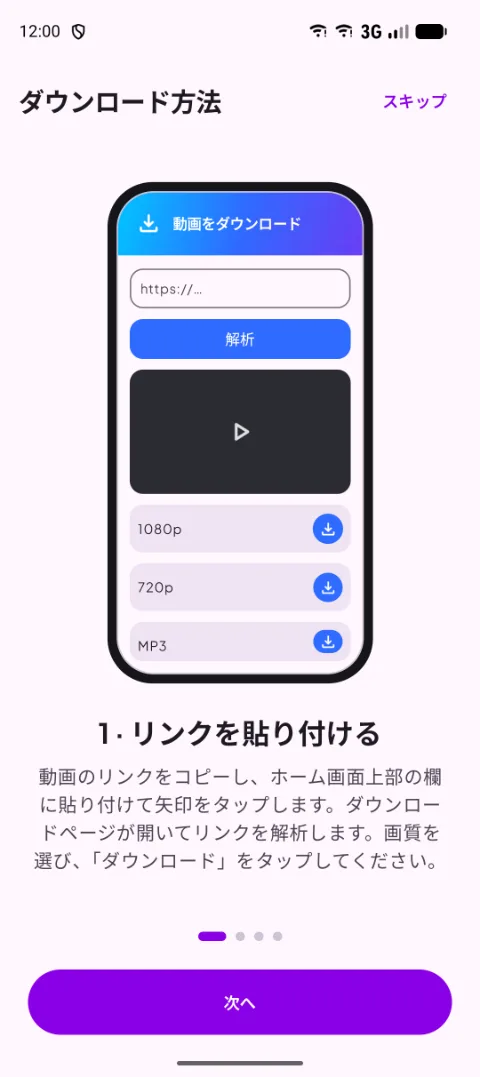 12:00
3G
ダウンロード方法
スキップ
動画をダウンロード
https://...
解析
1080p
720p
MP3
1 · リンクを貼り付ける
動画のリンクをコピーし、ホーム画面上部の欄
に貼り付けて矢印をタップします。ダウンロー
ドページが開いてリンクを解析します。画質を
選び、「ダウンロード」をタップしてください。
次へ